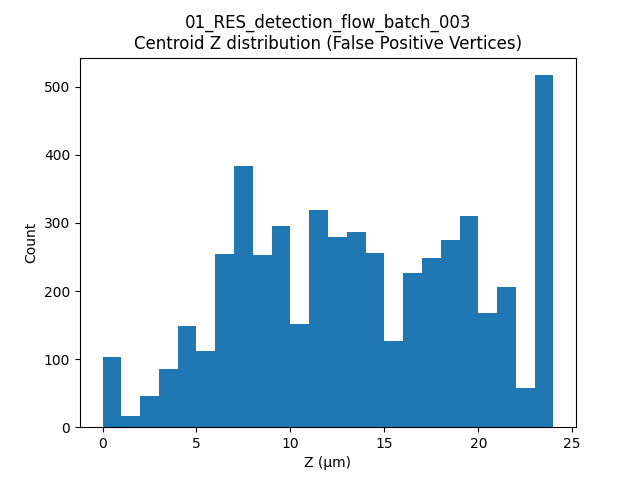 01_RES_detection_flow_batch_003
Centroid Z distribution (False Positive Vertices)
500
400
300
200
100
0
Count
0 5 10 15 20 25
Z (µm)